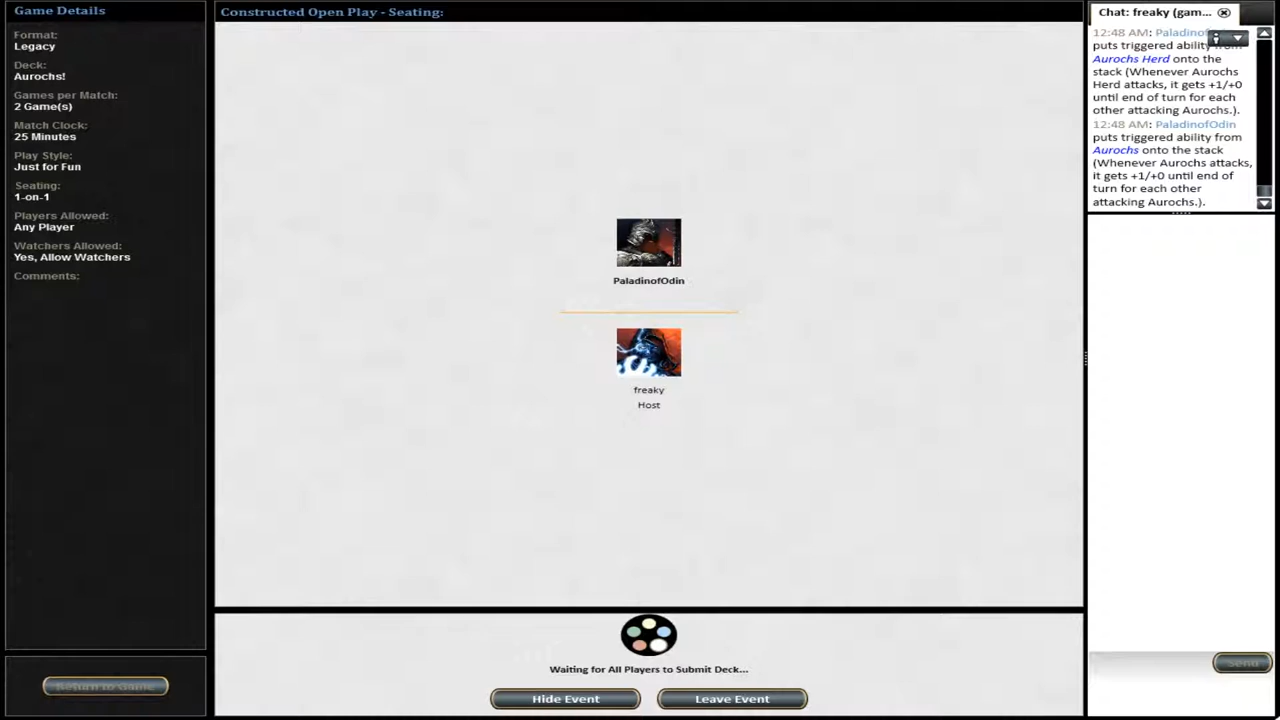 Game Details
Format:
Legacy
Deck:
Aurochs!
Games per Match:
2 Game(s)
Match Clock:
25 Minutes
Play Style:
Just for Fun
Seating:
1-on-1
Players Allowed:
Any Player
Watchers Allowed:
Yes, Allow Watchers
Comments:
Return to Game
Constructed Open Play - Seating:
PaladinofOdin
freaky
Host
Waiting for All Players to Submit Deck...
Hide Event
Leave Event
Chat: freaky (gam...
12:48 AM:
puts triggered ability from
Aurochs Herd onto the
stack (Whenever Aurochs
Herd attacks, it gets +1/+0
until end of turn for each
other attacking Aurochs.).
12:48 AM: PaladinofOdin
puts triggered ability from
Aurochs onto the stack
(Whenever Aurochs attacks,
it gets +1/+0 until end of
turn for each other
attacking Aurochs.).
Send